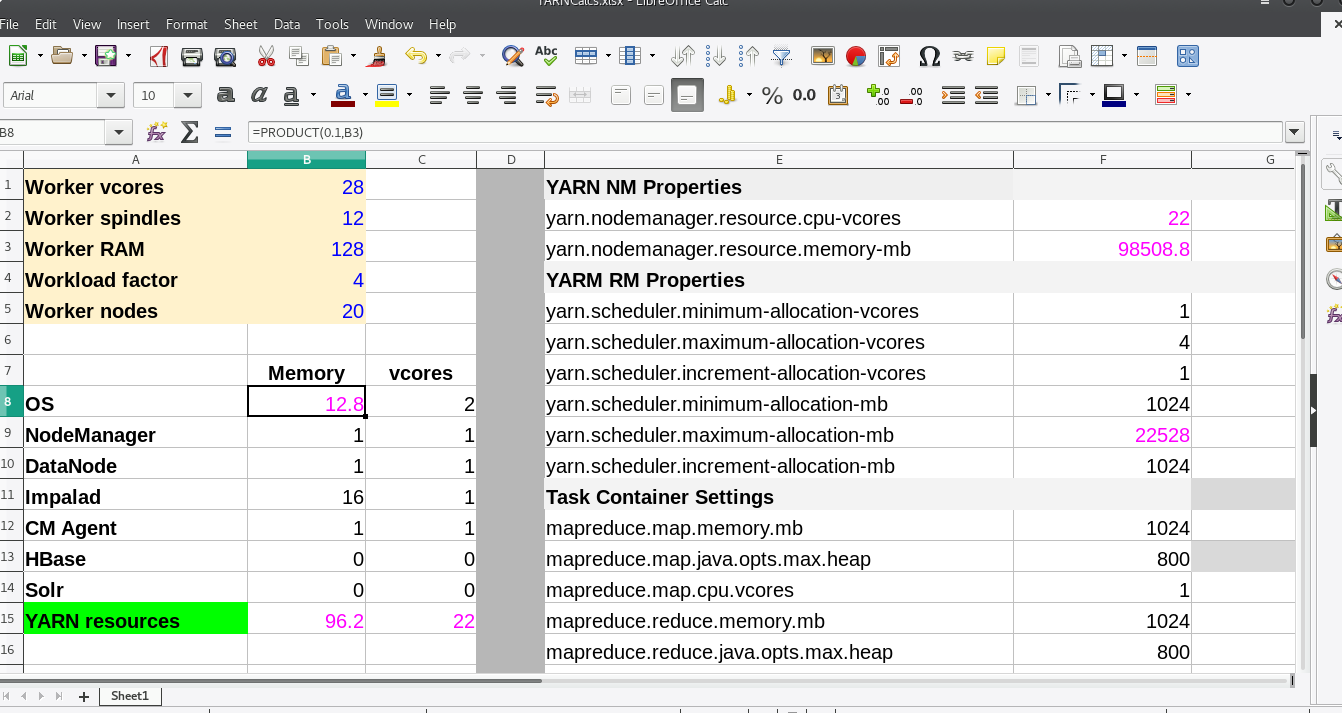 YARNCalcs.xlsx - LibreOffice Calc
File Edit View Insert Format Sheet Data Tools Window Help
Arial 10
B8 =PRODUCT(0.1,B3)
A B C D E F G
1 Worker vcores 28 YARN NM Properties
2 Worker spindles 12 yarn.nodemanager.resource.cpu-vcores 22
3 Worker RAM 128 yarn.nodemanager.resource.memory-mb 98508.8
4 Workload factor 4 YARM RM Properties
5 Worker nodes 20 yarn.scheduler.minimum-allocation-vcores 1
6 yarn.scheduler.maximum-allocation-vcores 4
7 Memory vcores yarn.scheduler.increment-allocation-vcores 1
8 OS 12.8 2 yarn.scheduler.minimum-allocation-mb 1024
9 NodeManager 1 1 yarn.scheduler.maximum-allocation-mb 22528
10 DataNode 1 1 yarn.scheduler.increment-allocation-mb 1024
11 Impalad 16 1 Task Container Settings
12 CM Agent 1 1 mapreduce.map.memory.mb 1024
13 HBase 0 0 mapreduce.map.java.opts.max.heap 800
14 Solr 0 0 mapreduce.map.cpu.vcores 1
15 YARN resources 96.2 22 mapreduce.reduce.memory.mb 1024
16 mapreduce.reduce.java.opts.max.heap 800
Sheet1